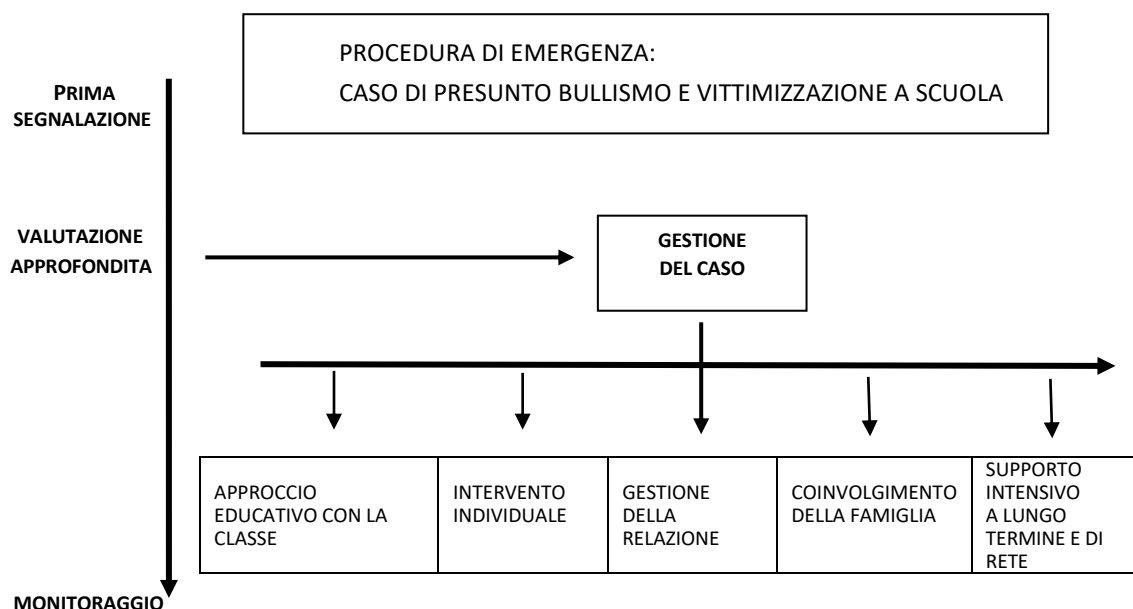 PROCEDURA DI EMERGENZA:
CASO DI PRESUNTO BULLISMO E VITTIMIZZAZIONE A SCUOLA
PRIMA
SEGNALAZIONE
VALUTAZIONE
APPROFONDITA
GESTIONE
DEL CASO
APPROCCIO
EDUCATIVO CON LA
CLASSE
INTERVENTO
INDIVIDUALE
GESTIONE
DELLA
RELAZIONE
COINVOLGIMENTO
DELLA FAMIGLIA
SUPPORTO
INTENSIVO
A LUNGO
TERMINE E DI
RETE
MONITORAGGIO